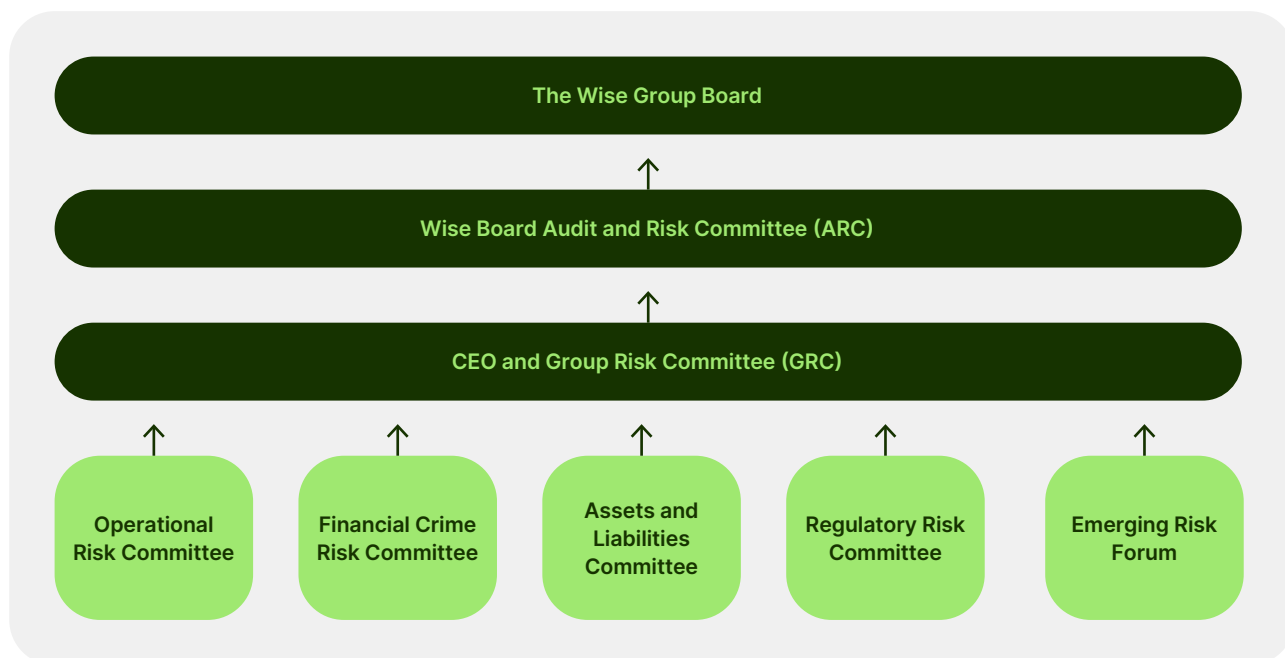 The Wise Group Board
Wise Board Audit and Risk Committee (ARC)
CEO and Group Risk Committee (GRC)
Operational
Risk Committee
Financial Crime
Risk Committee
Assets and
Liabilities
Committee
Regulatory Risk
Committee
Emerging Risk
Forum